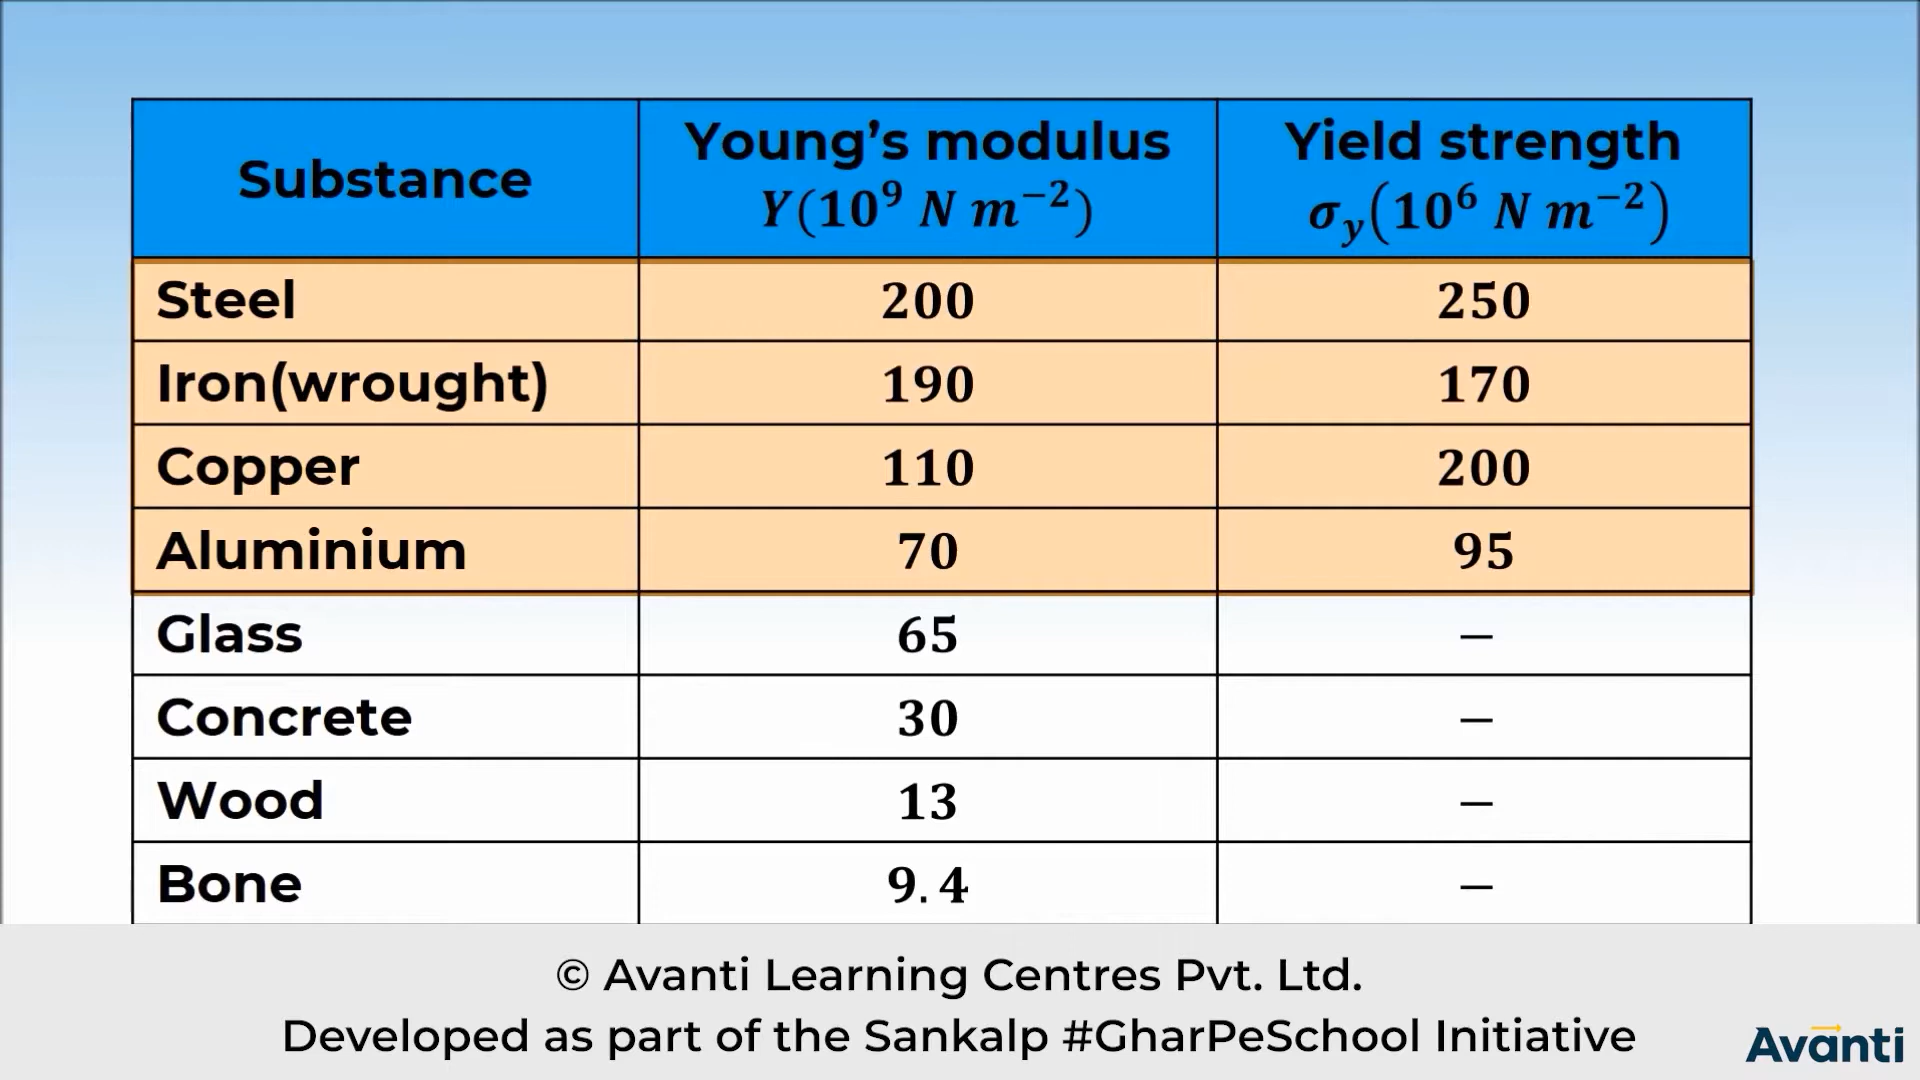 Substance Young’s modulus Yield strength
Y(10⁹ N m⁻²) σy(10⁶ N m⁻²)
Steel 200 250
Iron(wrought) 190 170
Copper 110 200
Aluminium 70 95
Glass 65 –
Concrete 30 –
Wood 13 –
Bone 9.4 –
© Avanti Learning Centres Pvt. Ltd.
Developed as part of the Sankalp #GharPeSchool Initiative
Avanti